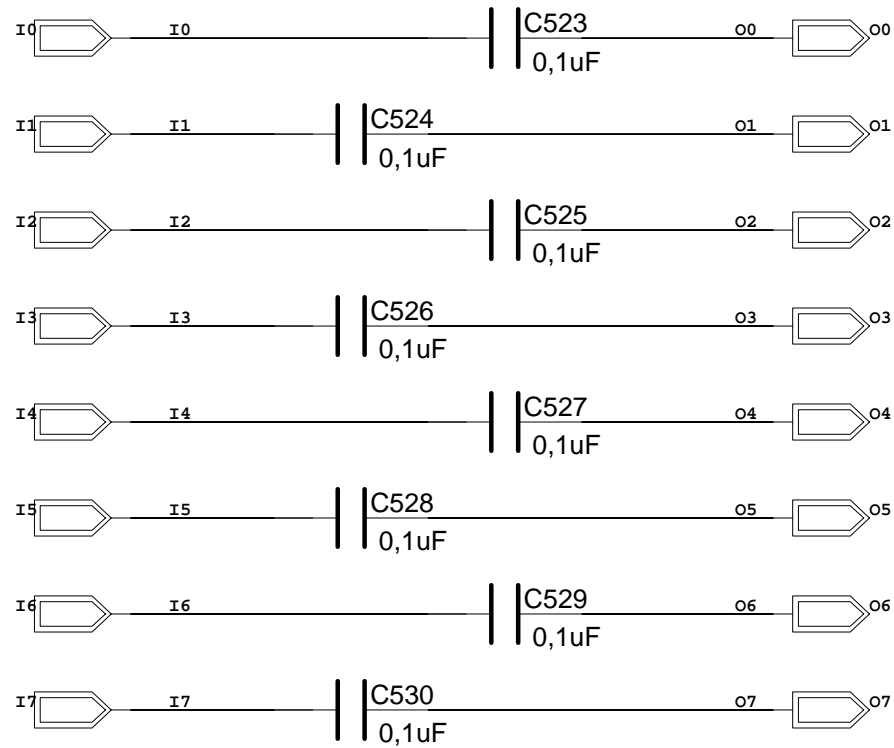 I0 I0 C523 O0 O0
0,1uF
I1 I1 C524 O1 O1
0,1uF
I2 I2 C525 O2 O2
0,1uF
I3 I3 C526 O3 O3
0,1uF
I4 I4 C527 O4 O4
0,1uF
I5 I5 C528 O5 O5
0,1uF
I6 I6 C529 O6 O6
0,1uF
I7 I7 C530 O7 O7
0,1uF